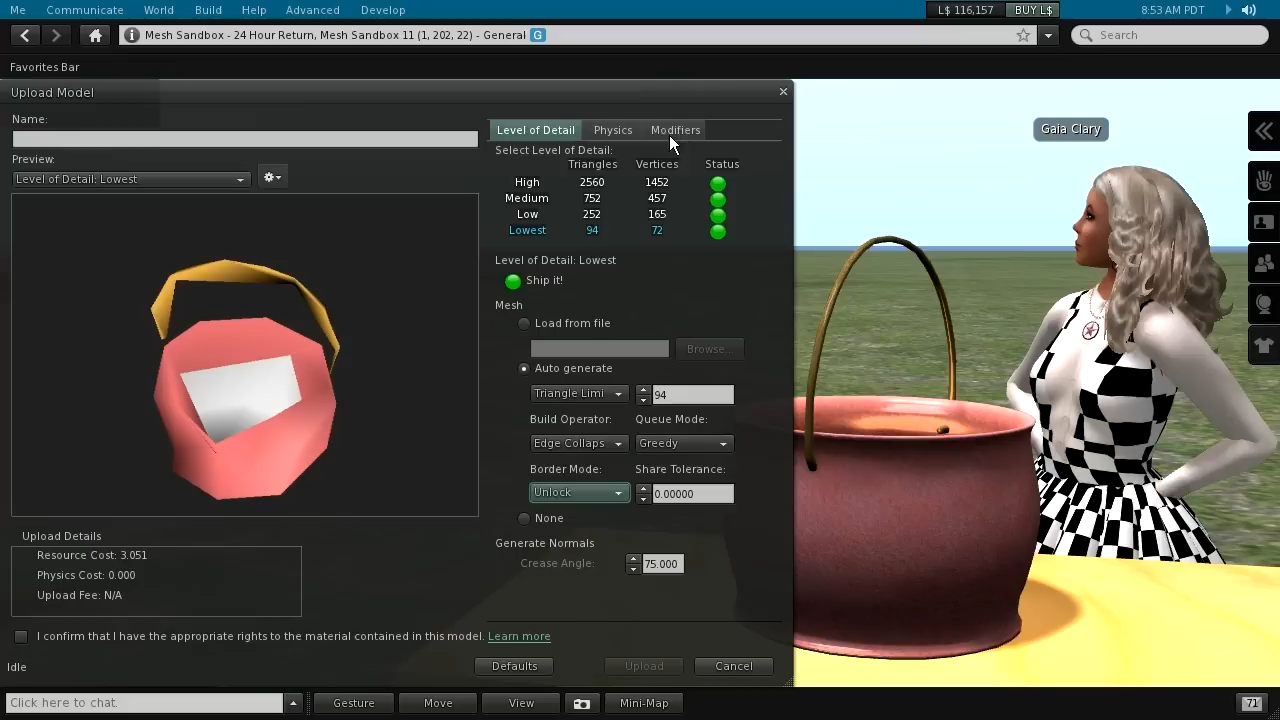 Me Communicate World Build Help Advanced Develop L$ 116,157 BUY L$ 8:53 AM PDT
Mesh Sandbox - 24 Hour Return, Mesh Sandbox 11 (1, 202, 22) - General G Search
Favorites Bar
Upload Model
Name:
Preview:
Level of Detail: Lowest
Level of Detail Physics Modifiers
Select Level of Detail:
Triangles Vertices Status
High 2560 1452
Medium 752 457
Low 252 165
Lowest 94 72
Level of Detail: Lowest
Ship it!
Mesh
Load from file
Browse...
Auto generate
Triangle Limi 94
Build Operator: Queue Mode:
Edge Collaps Greedy
Border Mode: Share Tolerance:
Unlock 0.00000
None
Generate Normals
Crease Angle: 75.000
Gaia Clary
Upload Details
Resource Cost: 3.051
Physics Cost: 0.000
Upload Fee: N/A
I confirm that I have the appropriate rights to the material contained in this model. Learn more
Idle
Defaults Upload Cancel
Click here to chat. Gesture Move View Mini-Map 71